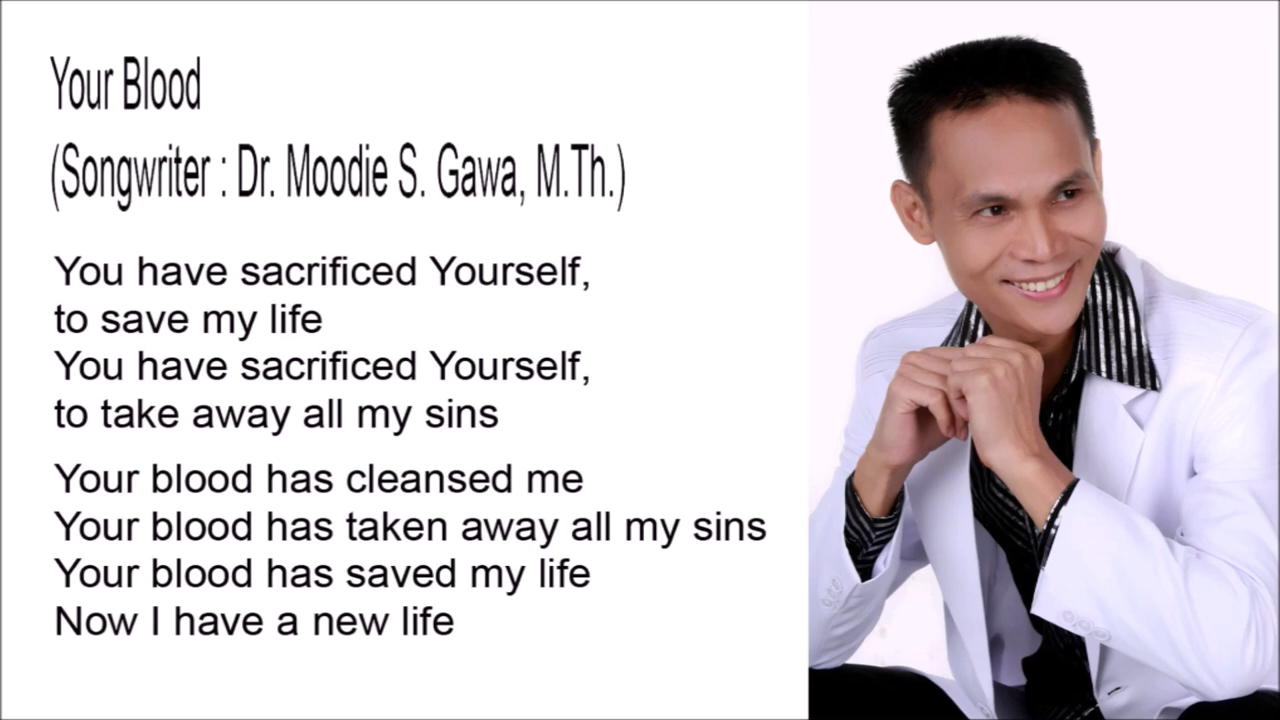 Your Blood
(Songwriter : Dr. Moodie S. Gawa, M.Th.)
You have sacrificed Yourself,
to save my life
You have sacrificed Yourself,
to take away all my sins
Your blood has cleansed me
Your blood has taken away all my sins
Your blood has saved my life
Now I have a new life